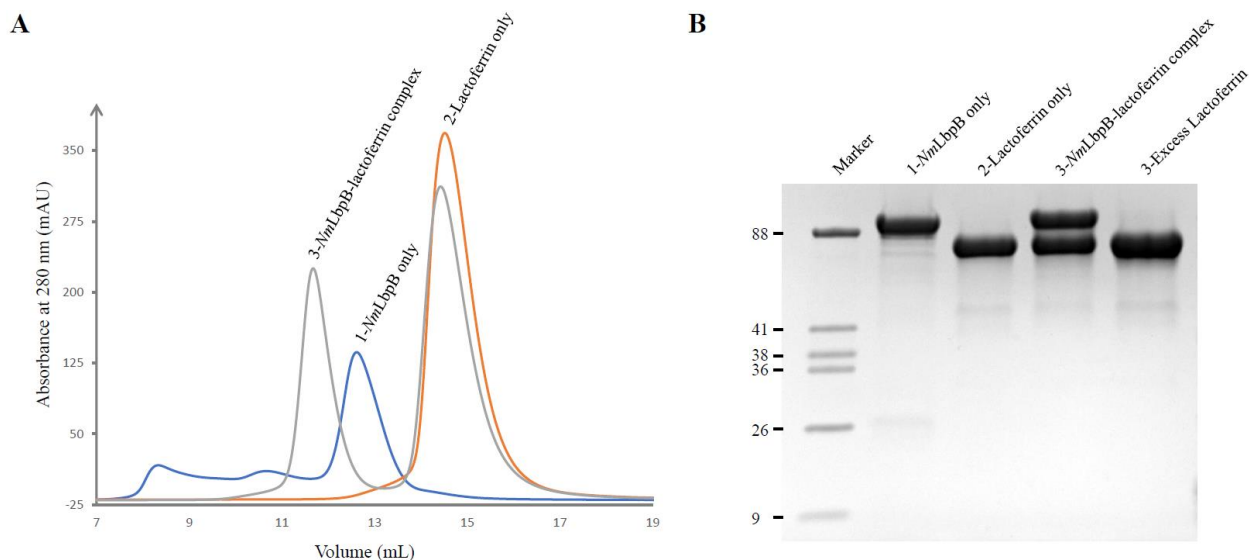 A
Absorbance at 280 nm (mAU)
350
275
200
125
50
-25
7
9
11
13
15
17
19
Volume (mL)
3-NmLbpB-lactoferrin complex
1-NmLbpB only
2-Lactoferrin only
B
Marker
1-NmLbpB only
2-Lactoferrin only
3-NmLbpB-lactoferrin complex
3-Excess Lactoferrin
88
41
38
36
26
9